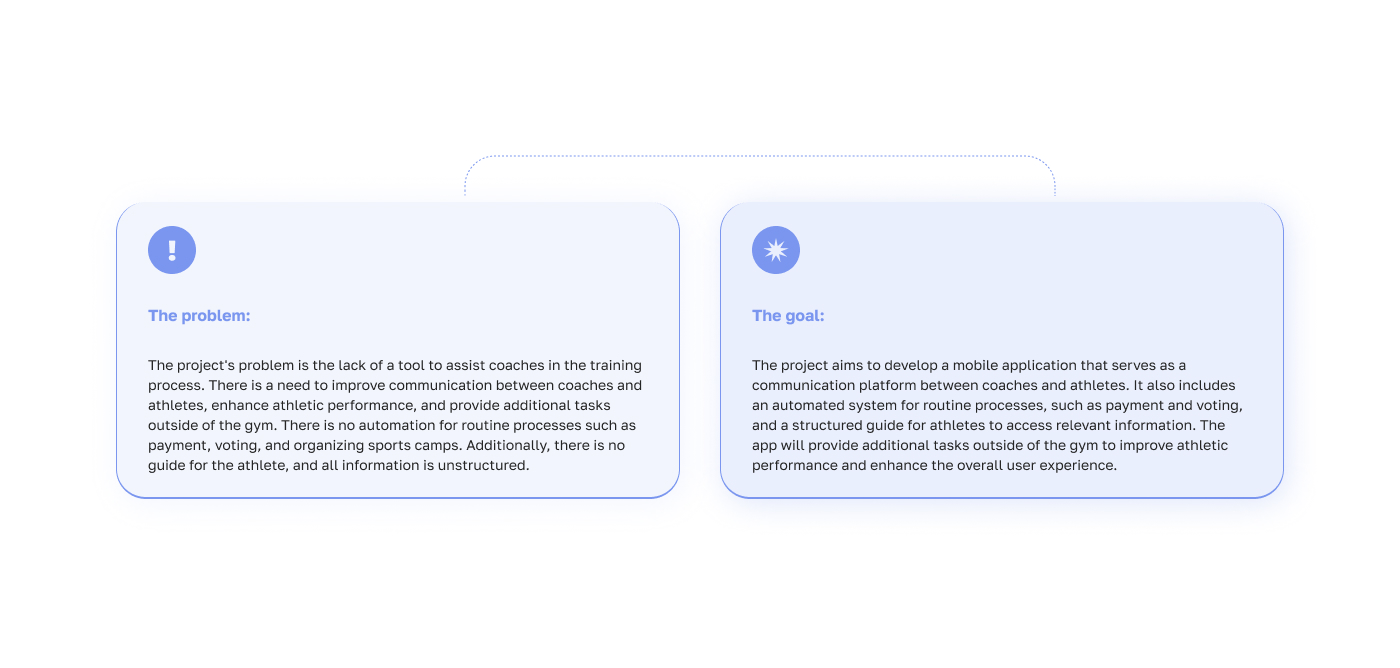 The problem:
The project's problem is the lack of a tool to assist coaches in the training
process. There is a need to improve communication between coaches and
athletes, enhance athletic performance, and provide additional tasks
outside of the gym. There is no automation for routine processes such as
payment, voting, and organizing sports camps. Additionally, there is no
guide for the athlete, and all information is unstructured.
The goal:
The project aims to develop a mobile application that serves as a
communication platform between coaches and athletes. It also includes
an automated system for routine processes, such as payment and voting,
and a structured guide for athletes to access relevant information. The
app will provide additional tasks outside of the gym to improve athletic
performance and enhance the overall user experience.